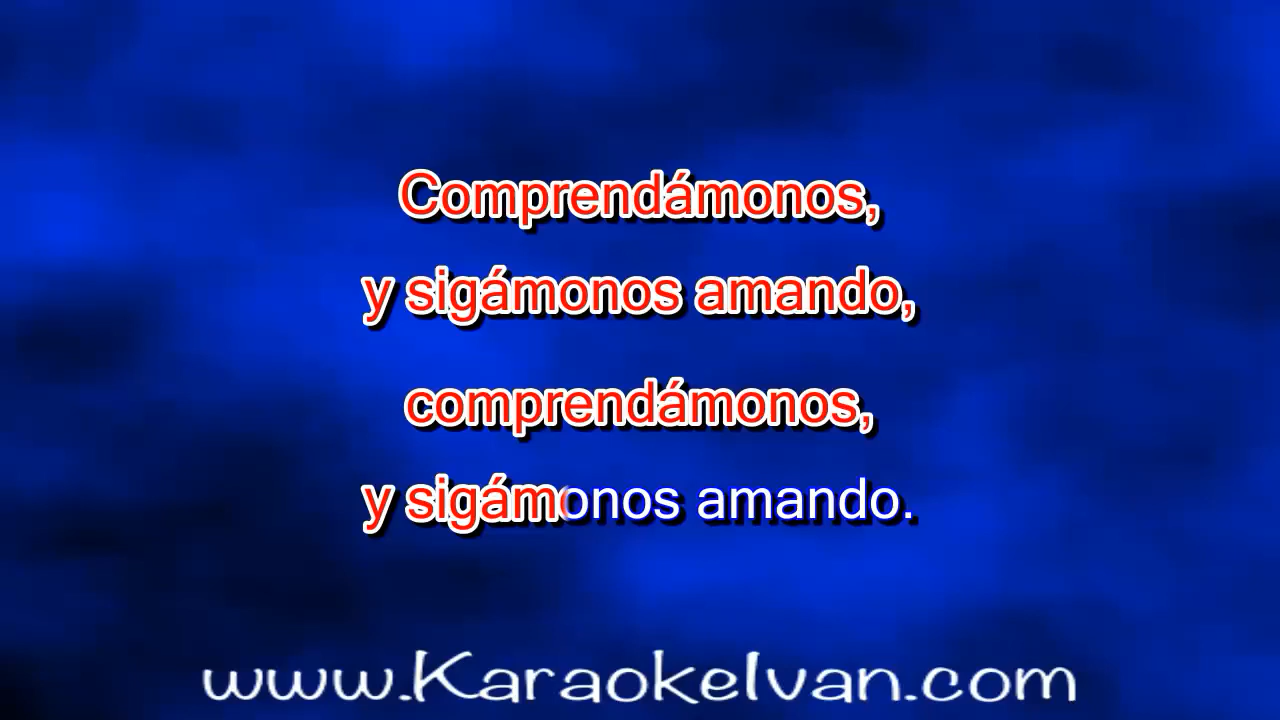 Comprendámonos,
y sigámonos amando,
comprendámonos,
y sigámonos amando.
www.KaraokeIvan.com